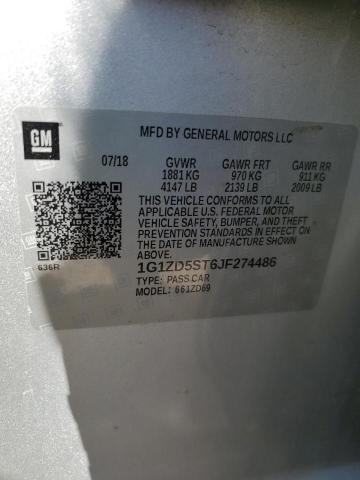 GM
MFD BY GENERAL MOTORS LLC
07/18 GVWR GAWR FRT GAWR RR
1881 KG 970 KG 911 KG
4147 LB 2139 LB 2009 LB
THIS VEHICLE CONFORMS TO ALL
APPLICABLE U.S. FEDERAL MOTOR
VEHICLE SAFETY, BUMPER, AND THEFT
PREVENTION STANDARDS IN EFFECT ON
THE DATE OF MANUFACTURE SHOWN
ABOVE.
636R
1G1ZD5ST6JF274486
TYPE: PASS CAR
MODEL: 661ZD69